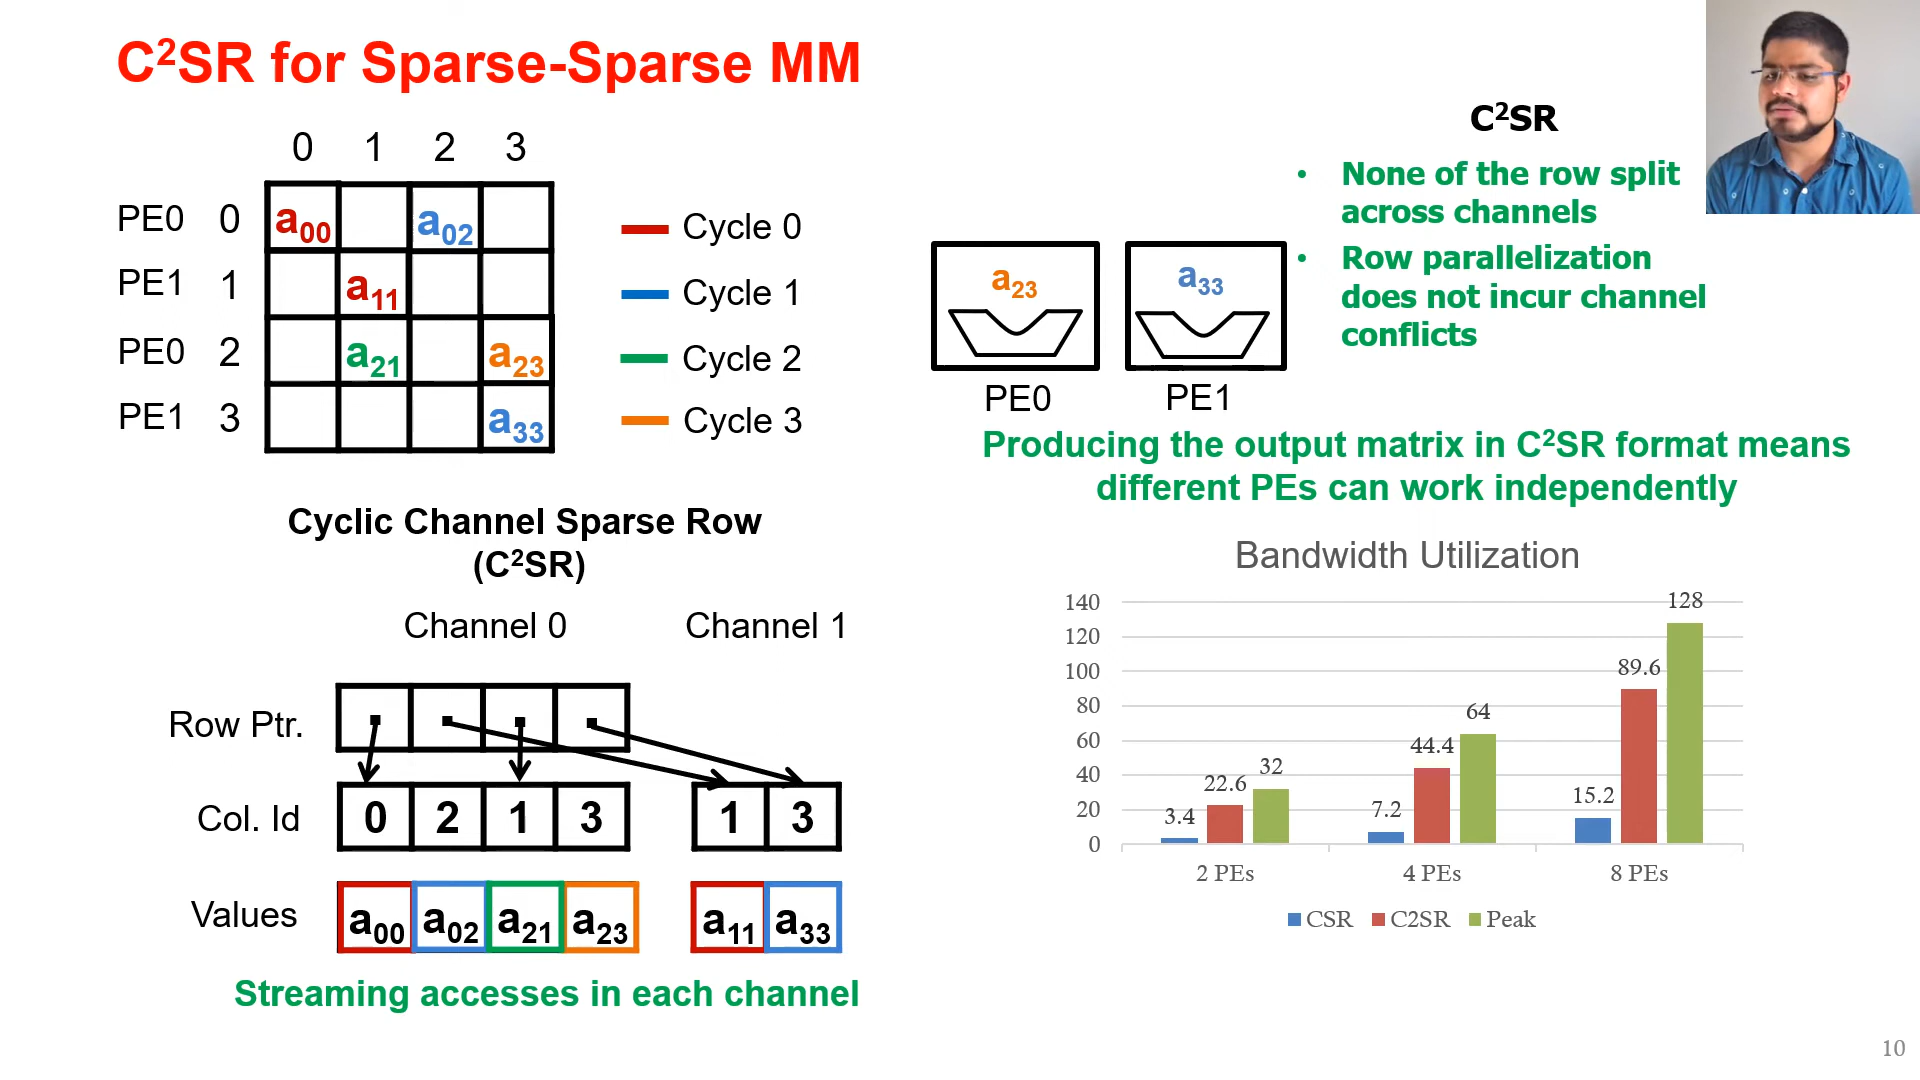 C²SR for Sparse-Sparse MM
0 1 2 3
PE0 0 a00 a02
PE1 1 a11
PE0 2 a21 a23
PE1 3 a33
Cycle 0
Cycle 1
Cycle 2
Cycle 3
Cyclic Channel Sparse Row
(C²SR)
Channel 0 Channel 1
Row Ptr.
Col. Id 0 2 1 3 1 3
Values a00 a02 a21 a23 a11 a33
Streaming accesses in each channel
C²SR
• None of the row split
across channels
• Row parallelization
does not incur channel
conflicts
a23 a33
PE0 PE1
Producing the output matrix in C²SR format means
different PEs can work independently
Bandwidth Utilization
140
120
100
80
60
40
20
0
3.4 22.6 32
7.2 44.4 64
15.2 89.6 128
2 PEs 4 PEs 8 PEs
CSR C2SR Peak
10